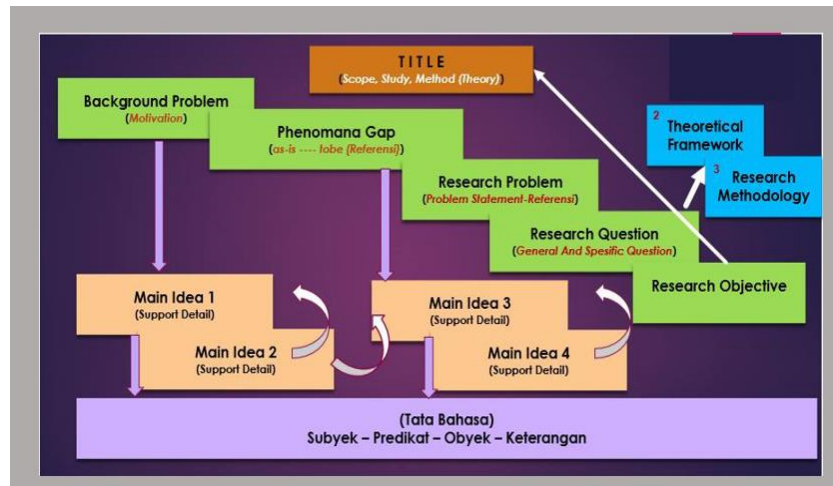 TITLE
(Scope, Study, Method (Theory))
Background Problem
(Motivation)
Phenomana Gap
(as-is ---- tobe (Referensi))
2
Theoretical
Framework
3
Research
Methodology
Research Problem
(Problem Statement-Referensi)
Research Question
(General And Spesific Question)
Research Objective
Main Idea 1
(Support Detail)
Main Idea 2
(Support Detail)
Main Idea 3
(Support Detail)
Main Idea 4
(Support Detail)
(Tata Bahasa)
Subyek – Predikat – Obyek – Keterangan